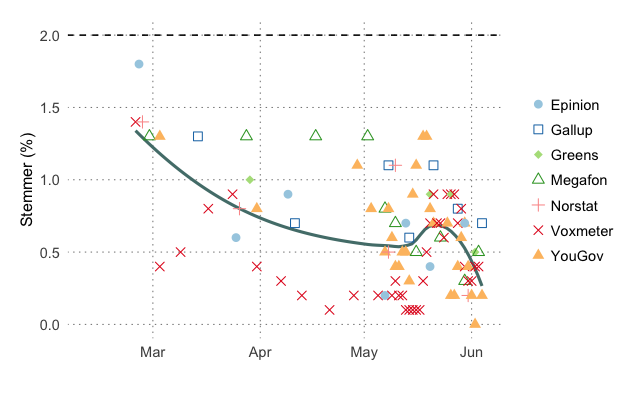 2.0
1.5
1.0
0.5
0.0
Stemmer (%)
Mar
Apr
May
Jun
Epinion
Gallup
Greens
Megafon
Norstat
Voxmeter
YouGov